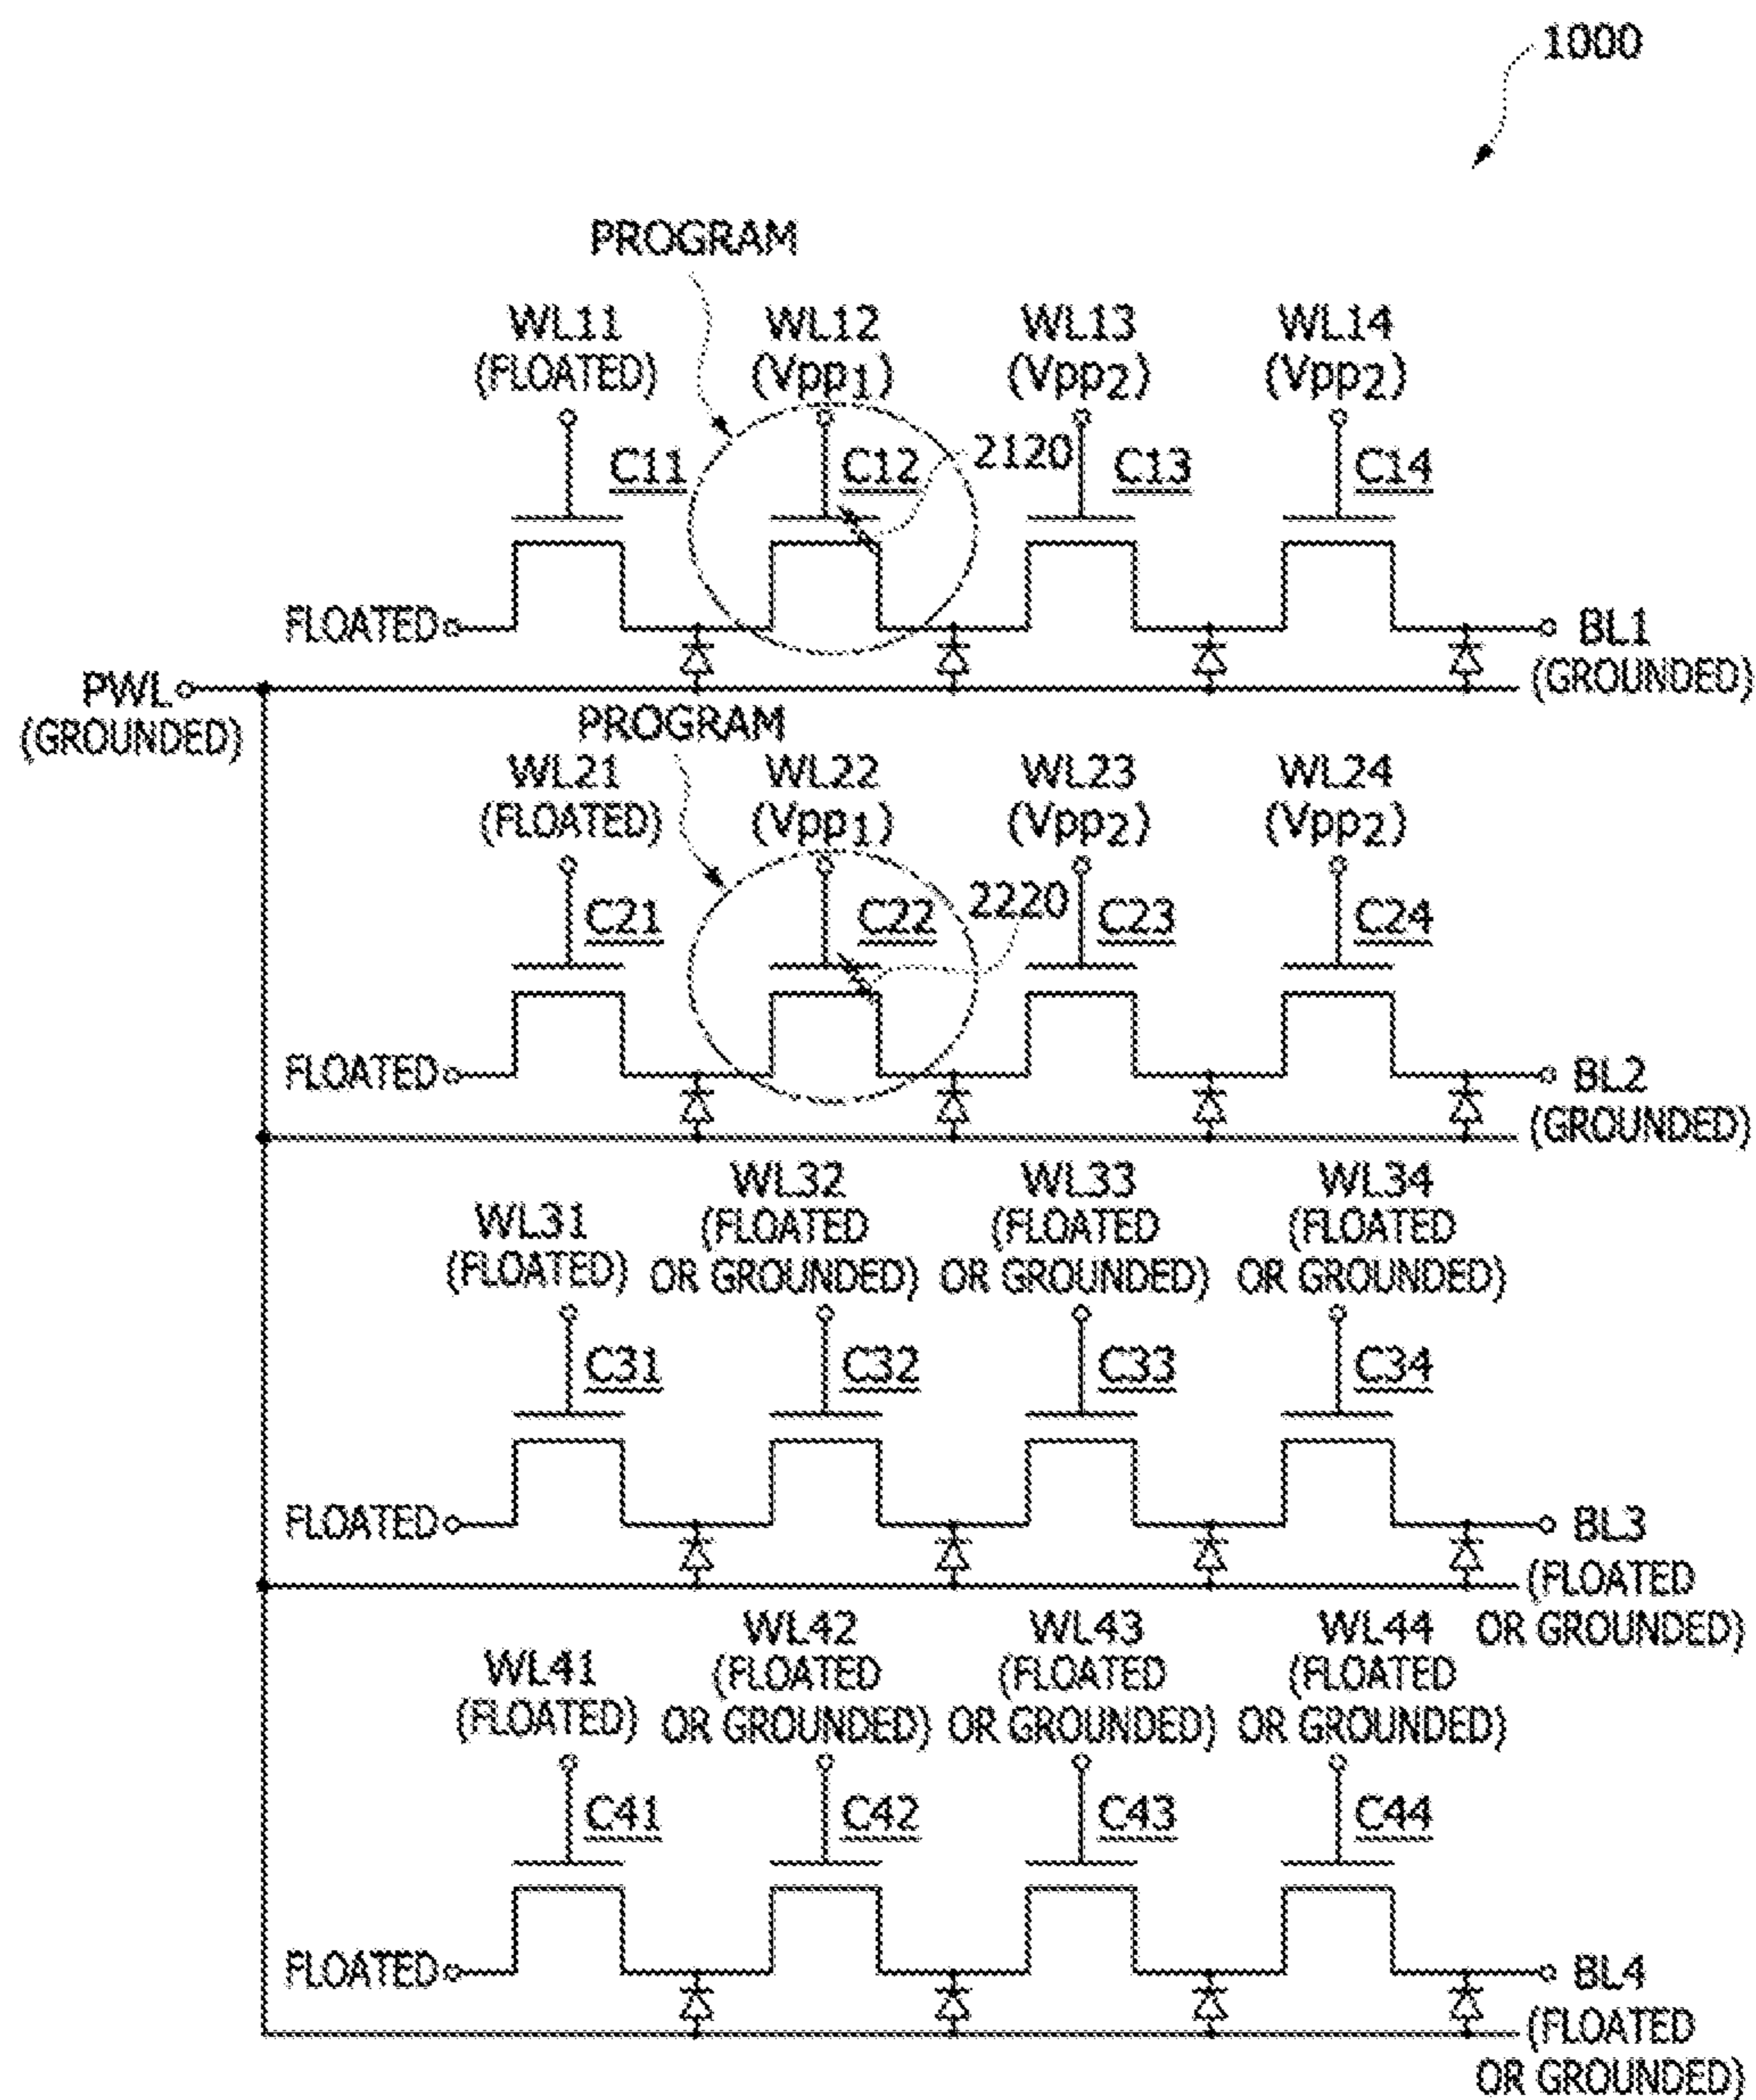 1000
PROGRAM
WL11 WL12 WL13 WL14
(FLOATED) (Vpp1) (Vpp2) (Vpp2)
C11 C12 2120 C13 C14
FLOATED BL1
PWL (GROUNDED)
(GROUNDED) PROGRAM
WL21 WL22 WL23 WL24
(FLOATED) (Vpp1) (Vpp2) (Vpp2)
C21 C22 2220 C23 C24
FLOATED BL2
(GROUNDED)
WL32 WL33 WL34
WL31 (FLOATED (FLOATED (FLOATED
(FLOATED) OR GROUNDED) OR GROUNDED) OR GROUNDED)
C31 C32 C33 C34
FLOATED BL3
(FLOATED
WL42 WL43 WL44 OR GROUNDED)
WL41 (FLOATED (FLOATED (FLOATED
(FLOATED) OR GROUNDED) OR GROUNDED) OR GROUNDED)
C41 C42 C43 C44
FLOATED BL4
(FLOATED
OR GROUNDED)